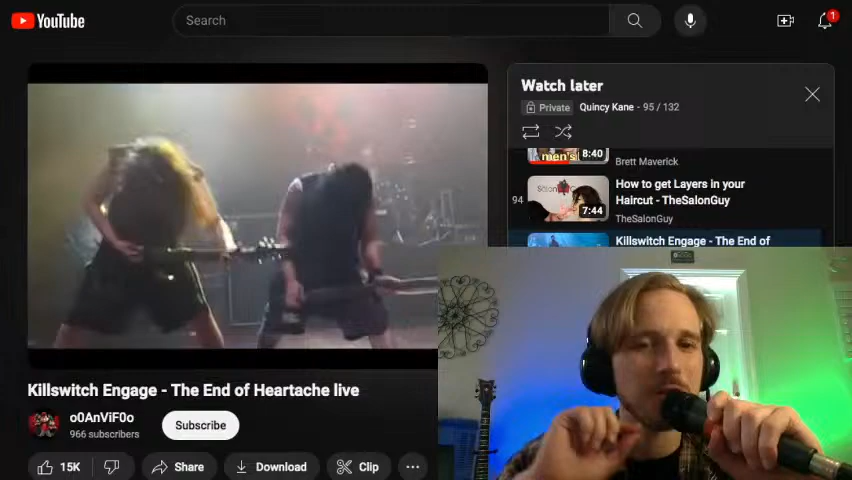 YouTube
Search
1
Watch later
Private Quincy Kane - 95 / 132
men's
8:40
Brett Maverick
94
7:44
How to get Layers in your
Haircut - TheSalonGuy
TheSalonGuy
Killswitch Engage - The End of
Killswitch Engage - The End of Heartache live
o0AnViF0o
966 subscribers
Subscribe
15K
Share
Download
Clip